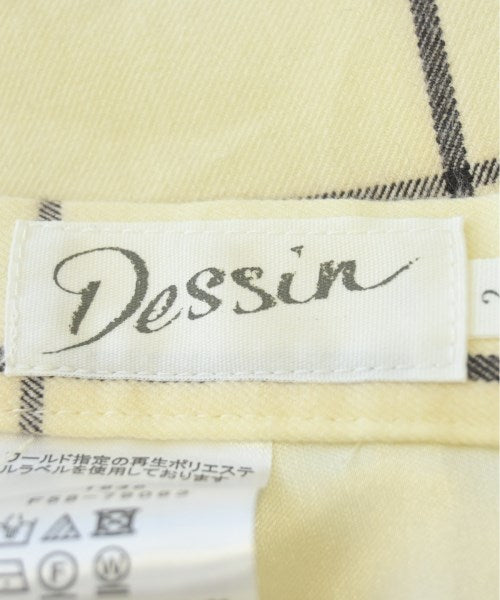 Dessin
2
ールド指定の再生ポリエステ
ルラベルを使用しております